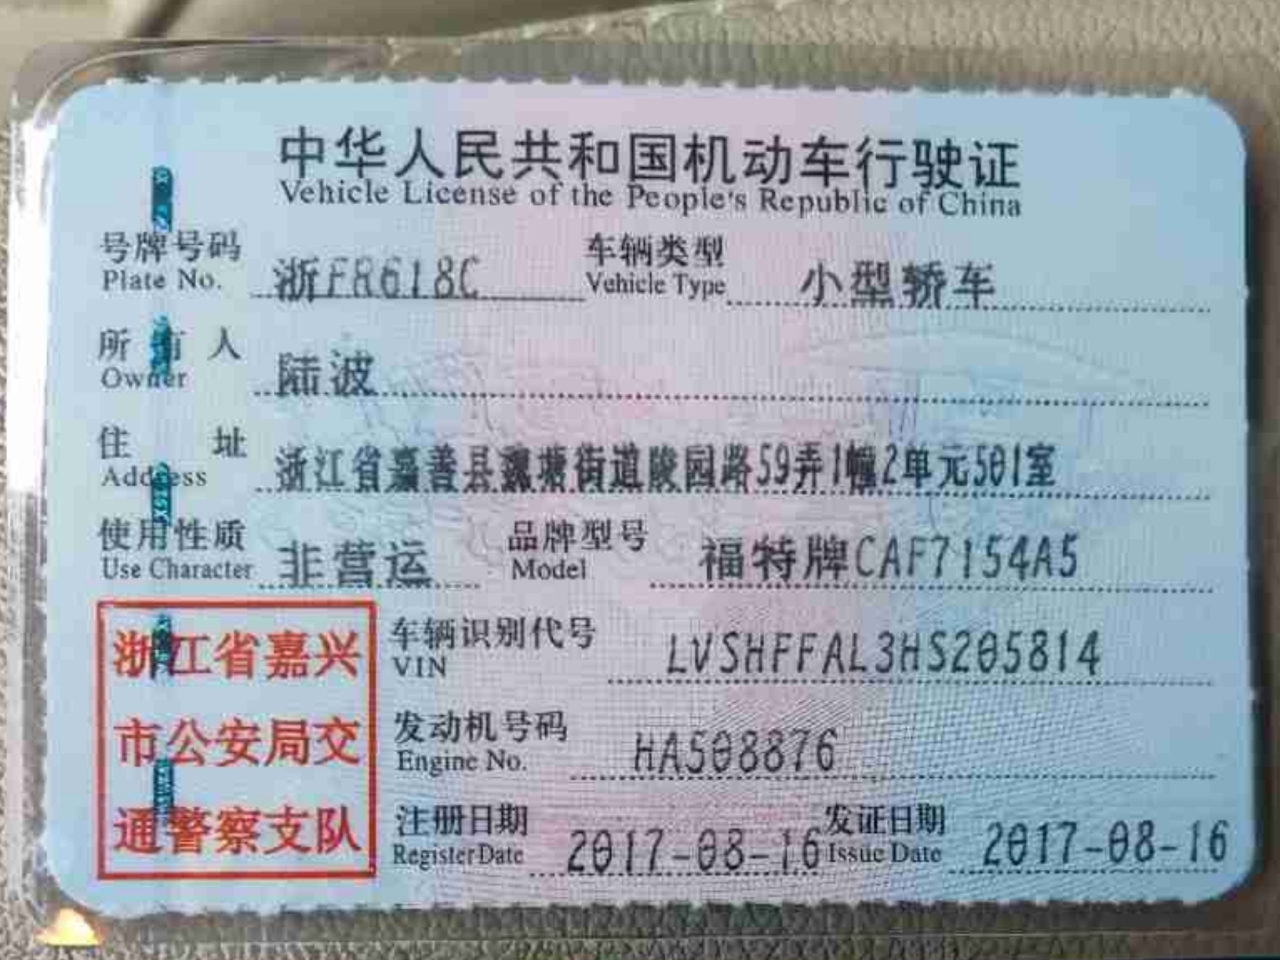 中华人民共和国机动车行驶证
Vehicle License of the People's Republic of China
号牌号码 浙FR618C 车辆类型 小型轿车
Plate No. Vehicle Type
所有人 陆波
Owner
住址 浙江省嘉善县魏塘街道陵园路59弄1幢2单元501室
Address
使用性质 非营运 品牌型号 福特牌CAF7154A5
Use Character Model
浙江省嘉兴
市公安局交
通警察支队
车辆识别代号 LVSHFFAL3HS205814
VIN
发动机号码 HA508876
Engine No.
注册日期 2017-08-16 发证日期 2017-08-16
Register Date Issue Date